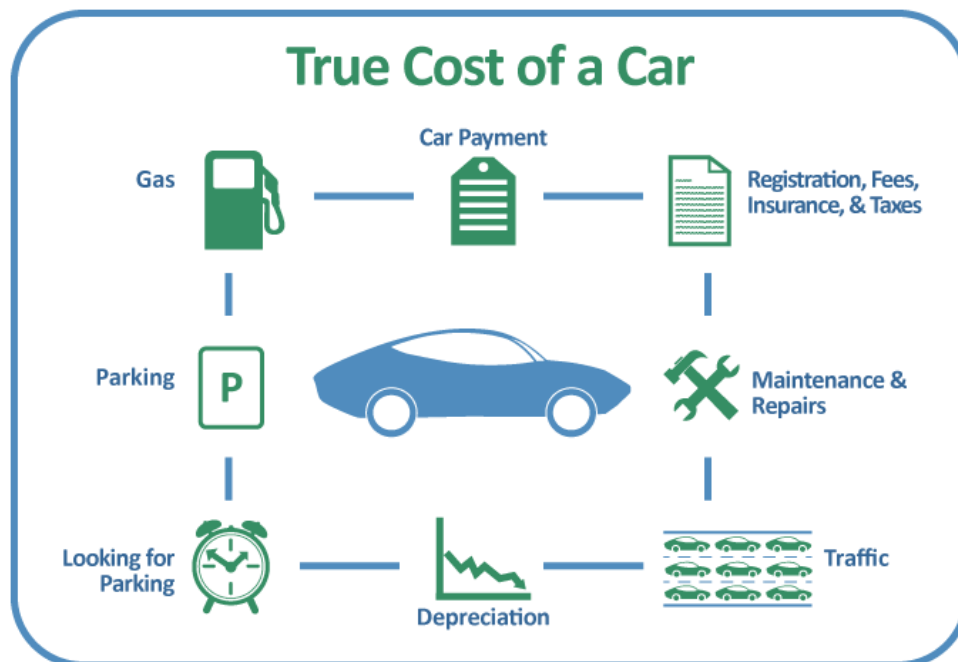 True Cost of a Car
Car Payment
Gas
Registration, Fees,
Insurance, & Taxes
Parking
P
Maintenance &
Repairs
Looking for
Parking
Depreciation
Traffic